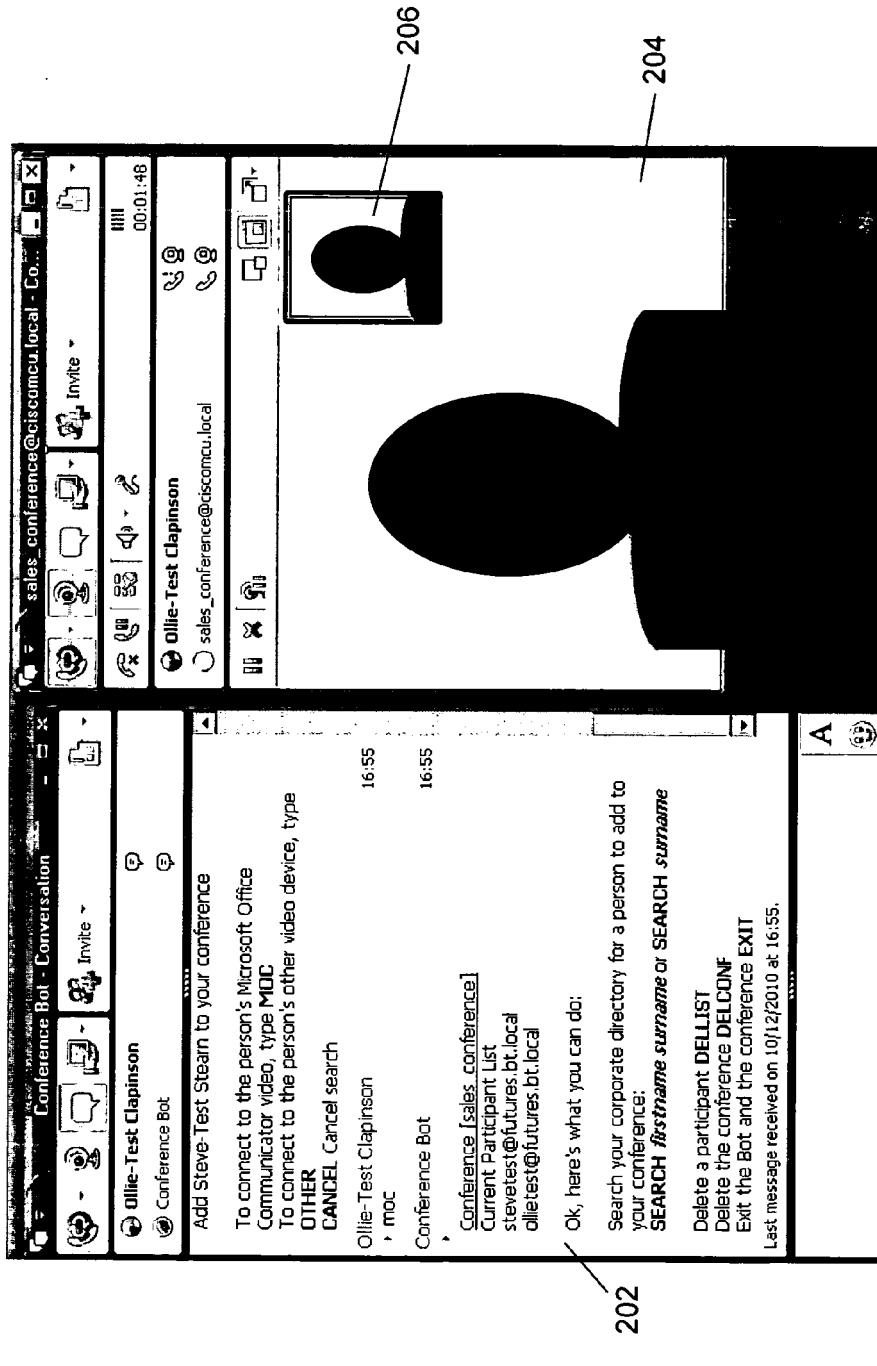 Conference Bot - Conversation
Invite
Ollie-Test Clapinson
Conference Bot
Add Steve-Test Stearn to your conference
To connect to the person's Microsoft Office
Communicator video, type MOC
To connect to the person's other video device, type
OTHER
CANCEL Cancel search
Ollie-Test Clapinson 16:55
moc
Conference Bot 16:55
Conference [sales_conference]
Current Participant List
stevetest@futures.bt.local
ollietest@futures.bt.local
Ok, here's what you can do:
Search your corporate directory for a person to add to
your conference:
SEARCH firstname surname or SEARCH surname
Delete a participant DELLIST
Delete the conference DELCONF
Exit the Bot and the conference EXIT
Last message received on 10/12/2010 at 16:55.
A
202
sales_conference@ciscomcu.local - Co...
Invite
00:01:48
Ollie-Test Clapinson
sales_conference@ciscomcu.local
206
204